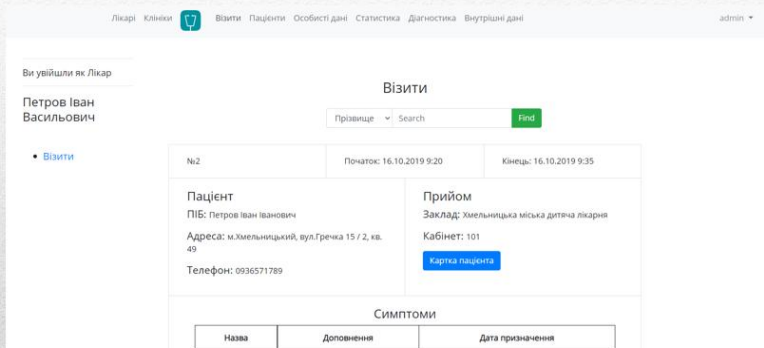 Лікарі Клініки Візити Пацієнти Особисті дані Статистика Діагностика Внутрішні дані admin
Ви увійшли як Лікар
Петров Іван
Васильович
Візити
Візити
Прізвище Search Find
№2 Початок: 16.10.2019 9:20 Кінець: 16.10.2019 9:35
Пацієнт
ПІБ: Петров Іван Іванович
Адреса: м.Хмельницький, вул.Гречка 15 / 2, кв.
49
Телефон: 0936571789
Прийом
Заклад: Хмельницька міська дитяча лікарня
Кабінет: 101
Картка пацієнта
Симптоми
Назва Доповнення Дата призначення